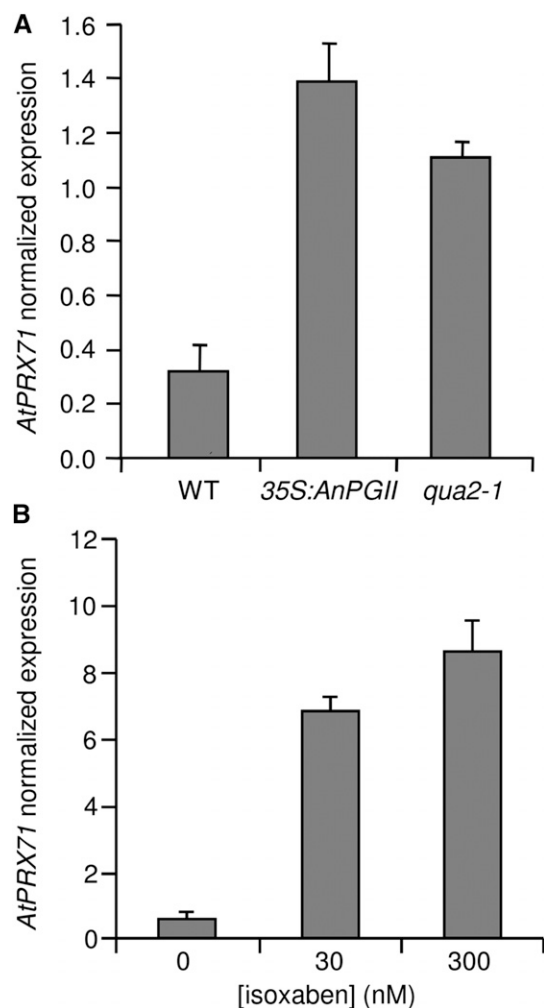 A
AtPRX71 normalized expression
1.6
1.4
1.2
1.0
0.8
0.6
0.4
0.2
0.0
WT 35S:AnPGII qua2-1
B
AtPRX71 normalized expression
12
10
8
6
4
2
0
0 30 300
[isoxaben] (nM)